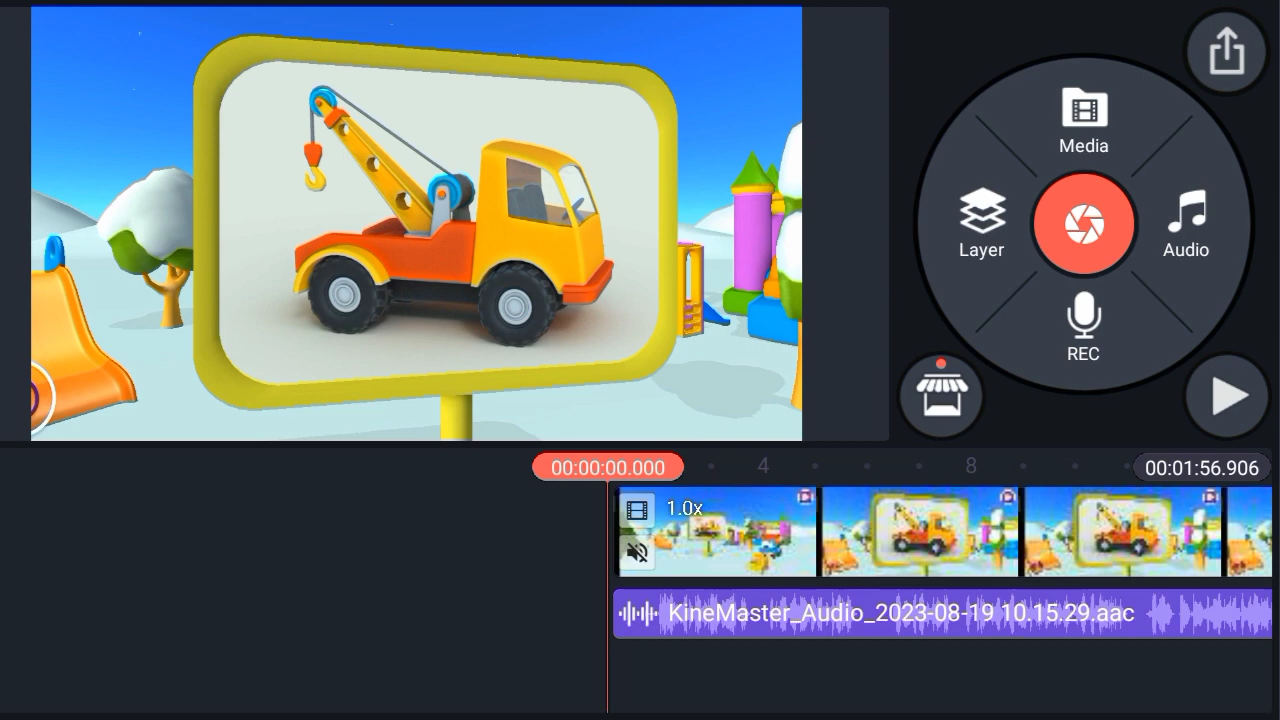 Media
Layer
Audio
REC
00:00:00.000
4
8
00:01:56.906
1.0x
KineMaster_Audio_2023-08-19 10.15.29.aac